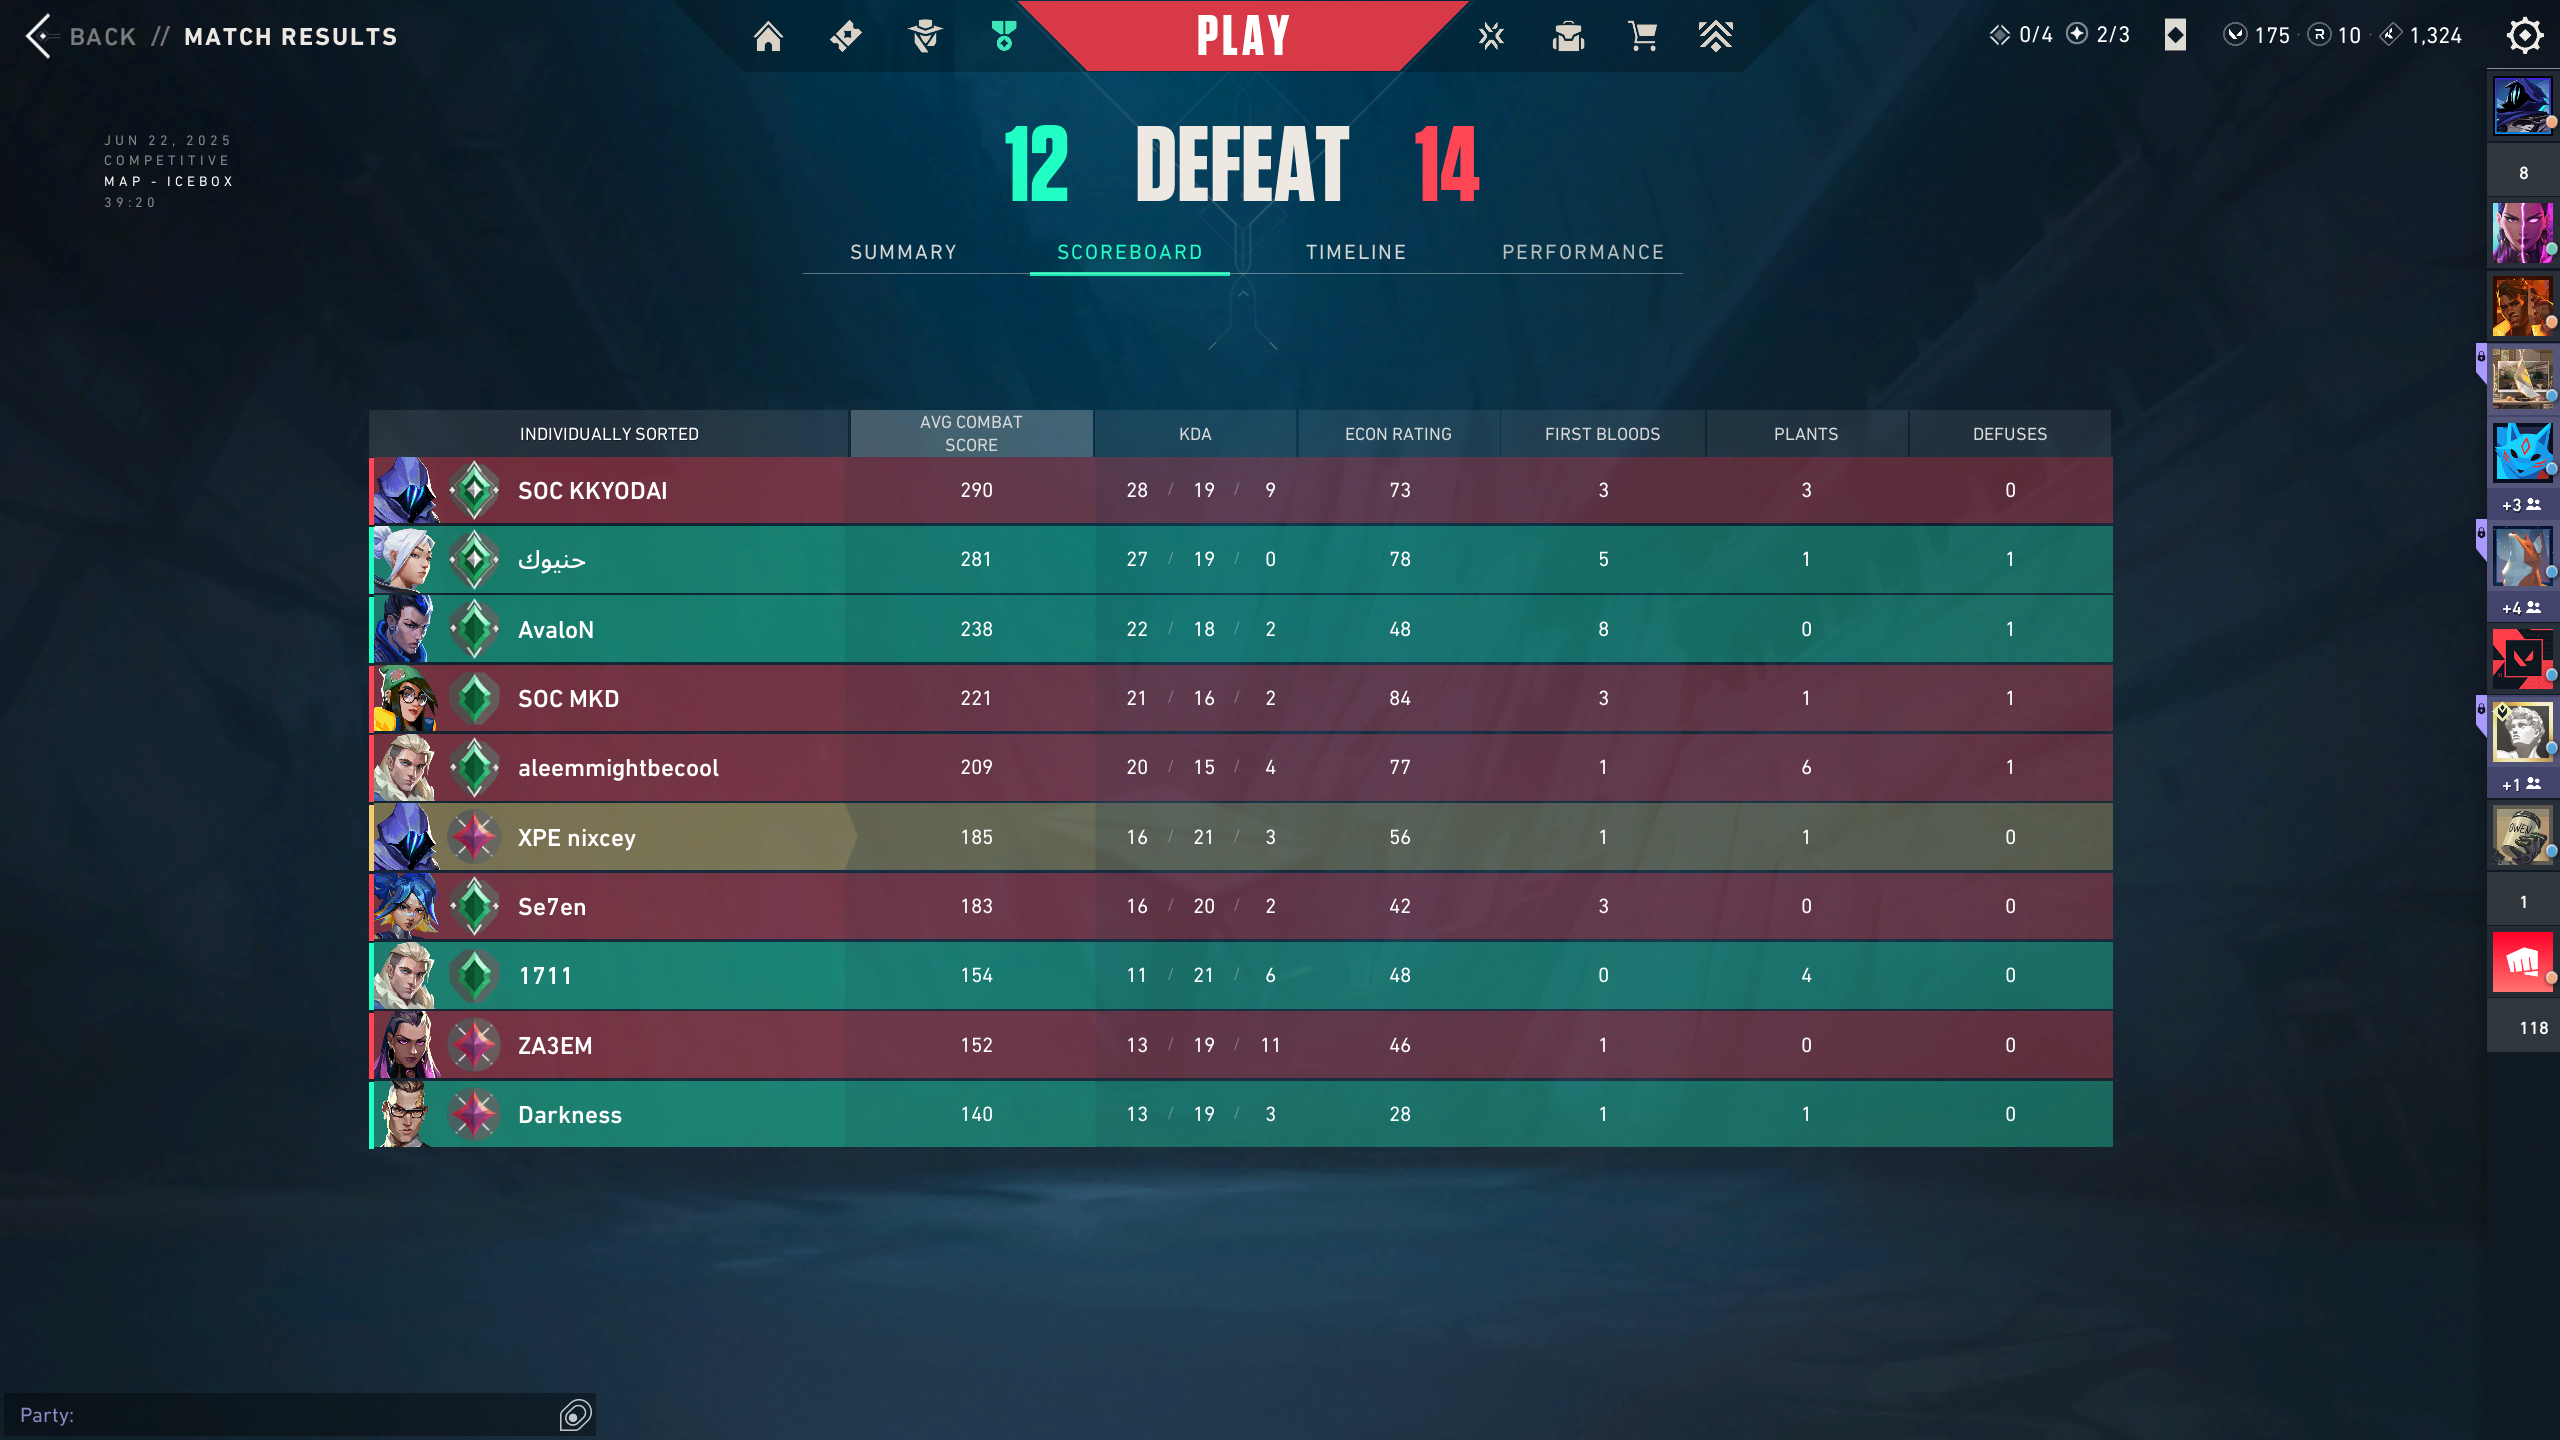 BACK // MATCH RESULTS
PLAY
0/4 2/3 175 10 1,324
JUN 22, 2025
COMPETITIVE
MAP - ICEBOX
39:20
12 DEFEAT 14
SUMMARY SCOREBOARD TIMELINE PERFORMANCE
INDIVIDUALLY SORTED AVG COMBAT SCORE KDA ECON RATING FIRST BLOODS PLANTS DEFUSES
SOC KKYODAI 290 28 / 19 / 9 73 3 3 0
حنيوك 281 27 / 19 / 0 78 5 1 1
AvaloN 238 22 / 18 / 2 48 8 0 1
SOC MKD 221 21 / 16 / 2 84 3 1 1
aleemmightbecool 209 20 / 15 / 4 77 1 6 1
XPE nixcey 185 16 / 21 / 3 56 1 1 0
Se7en 183 16 / 20 / 2 42 3 0 0
1711 154 11 / 21 / 6 48 0 4 0
ZA3EM 152 13 / 19 / 11 46 1 0 0
Darkness 140 13 / 19 / 3 28 1 1 0
8
+3
+4
+1
OWEN
1
118
Party: